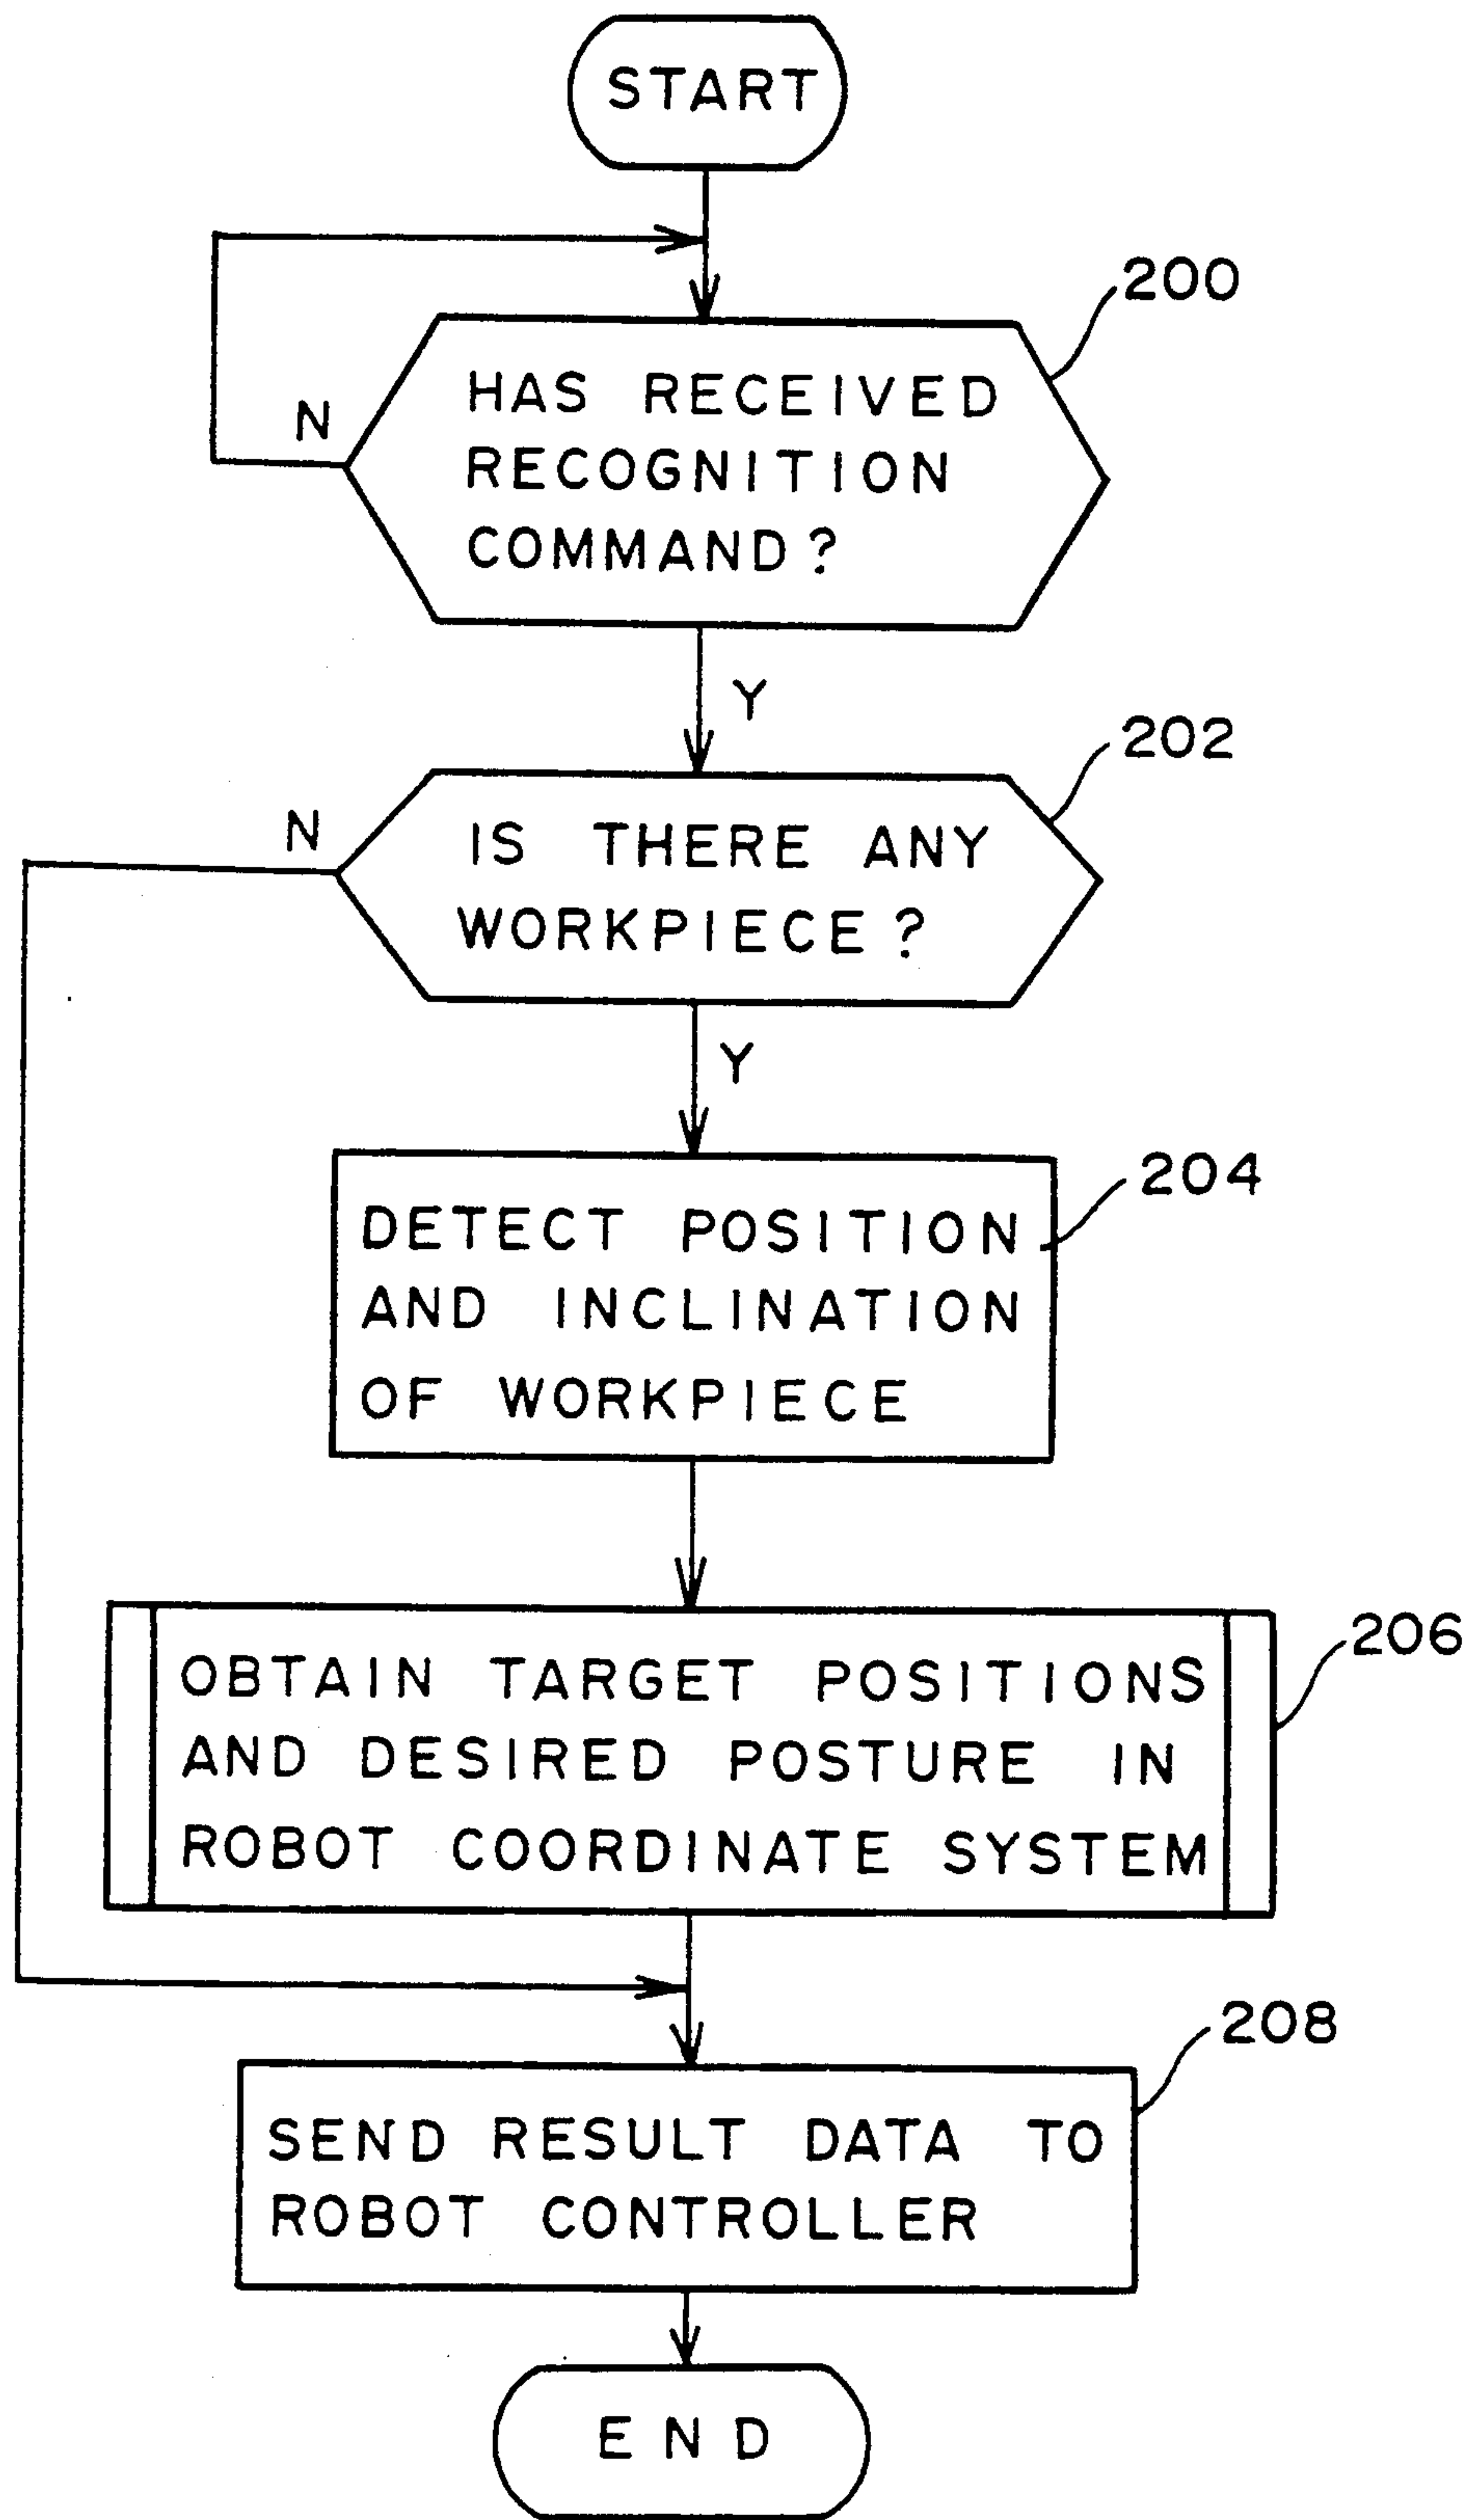 START
200
HAS RECEIVED
RECOGNITION
COMMAND?
N
Y
202
IS THERE ANY
WORKPIECE?
N
Y
204
DETECT POSITION
AND INCLINATION
OF WORKPIECE
206
OBTAIN TARGET POSITIONS
AND DESIRED POSTURE IN
ROBOT COORDINATE SYSTEM
208
SEND RESULT DATA TO
ROBOT CONTROLLER
END